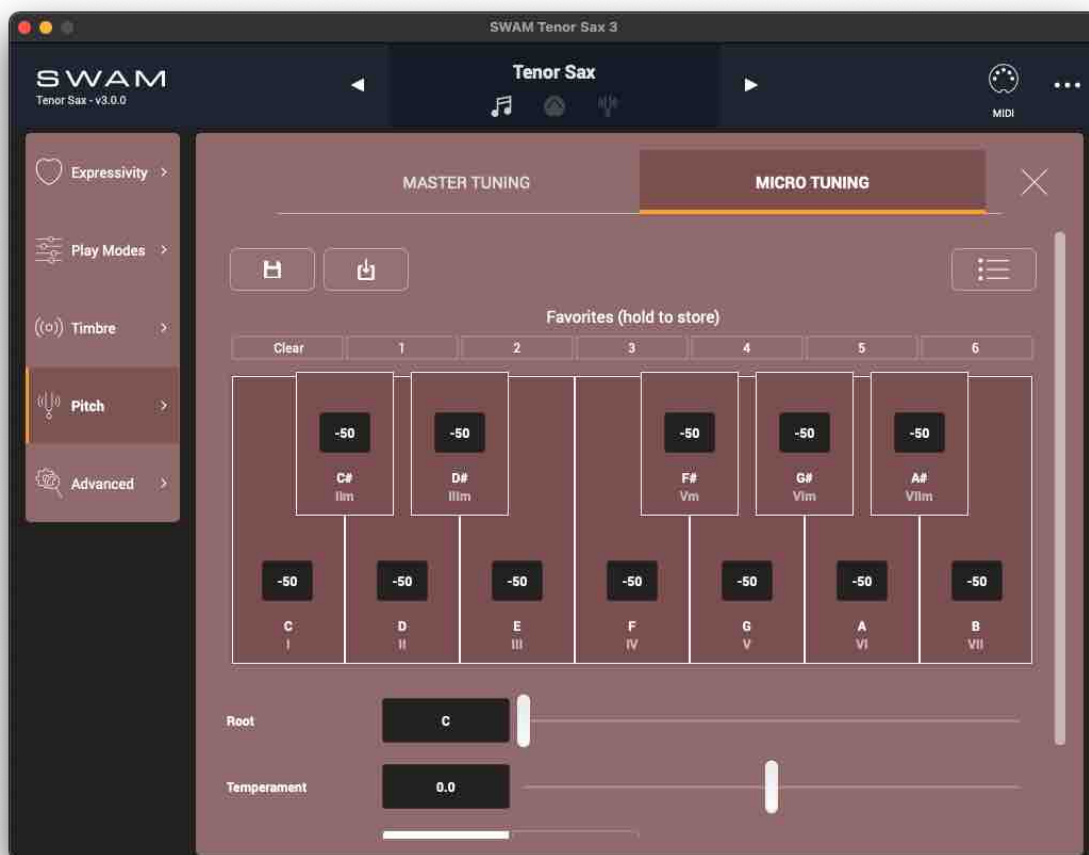 SWAM Tenor Sax 3
SWAM
Tenor Sax - v3.0.0
Tenor Sax
MIDI
Expressivity
Play Modes
Timbre
Pitch
Advanced
MASTER TUNING
MICRO TUNING
Favorites (hold to store)
Clear 1 2 3 4 5 6
-50 -50 -50 -50 -50
C# D# F# G# A#
IIm IIIm Vm VIm VIIm
-50 -50 -50 -50 -50 -50 -50
C D E F G A B
I II III IV V VI VII
Root C
Temperament 0.0